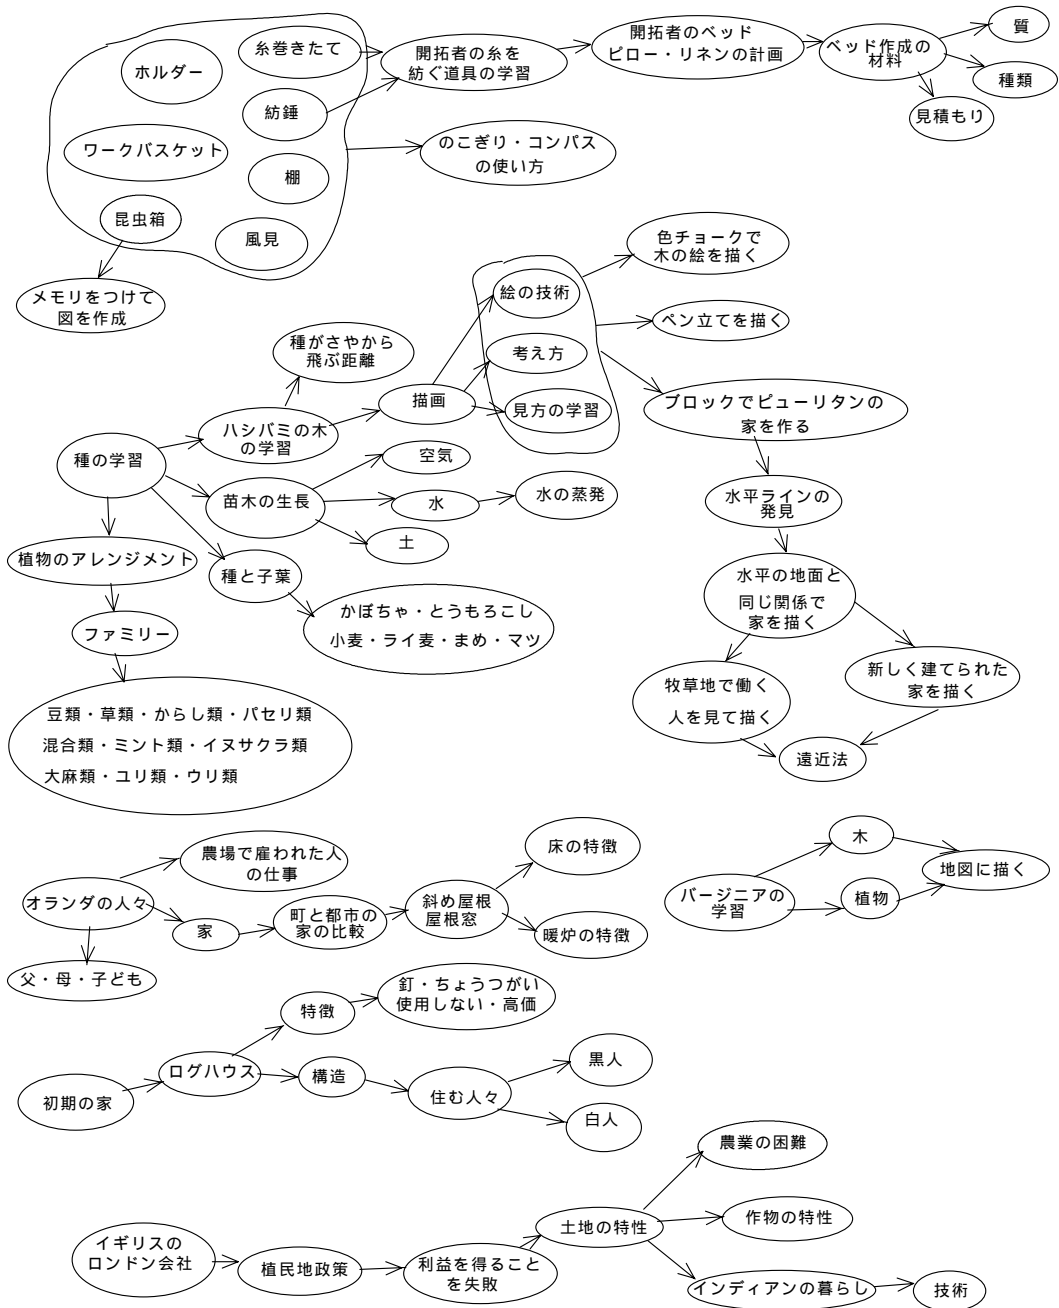 糸巻きたて
ホルダー
紡錘
ワークバスケット
棚
昆虫箱
風見
メモリをつけて
図を作成
開拓者の糸を
紡ぐ道具の学習
開拓者のベッド
ピロー・リネンの計画
ベッド作成の
材料
質
種類
見積もり
のこぎり・コンパス
の使い方
色チョークで
木の絵を描く
絵の技術
ペン立てを描く
種がさやから
飛ぶ距離
考え方
描画
見方の学習
ブロックでピューリタンの
家を作る
ハシバミの木
の学習
種の学習
空気
苗木の生長
水
水の蒸発
土
水平ラインの
発見
植物のアレンジメント
種と子葉
水平の地面と
同じ関係で
家を描く
かぼちゃ・とうもろこし
小麦・ライ麦・まめ・マツ
ファミリー
牧草地で働く
人を見て描く
新しく建てられた
家を描く
遠近法
豆類・草類・からし類・パセリ類
混合類・ミント類・イヌサクラ類
大麻類・ユリ類・ウリ類
農場で雇われた人
の仕事
オランダの人々
家
町と都市の
家の比較
斜め屋根
屋根窓
床の特徴
暖炉の特徴
父・母・子ども
バージニアの
学習
木
植物
地図に描く
初期の家
ログハウス
特徴
釘・ちょうつがい
使用しない・高価
構造
住む人々
黒人
白人
イギリスの
ロンドン会社
植民地政策
利益を得ること
を失敗
土地の特性
農業の困難
作物の特性
インディアンの暮らし
技術